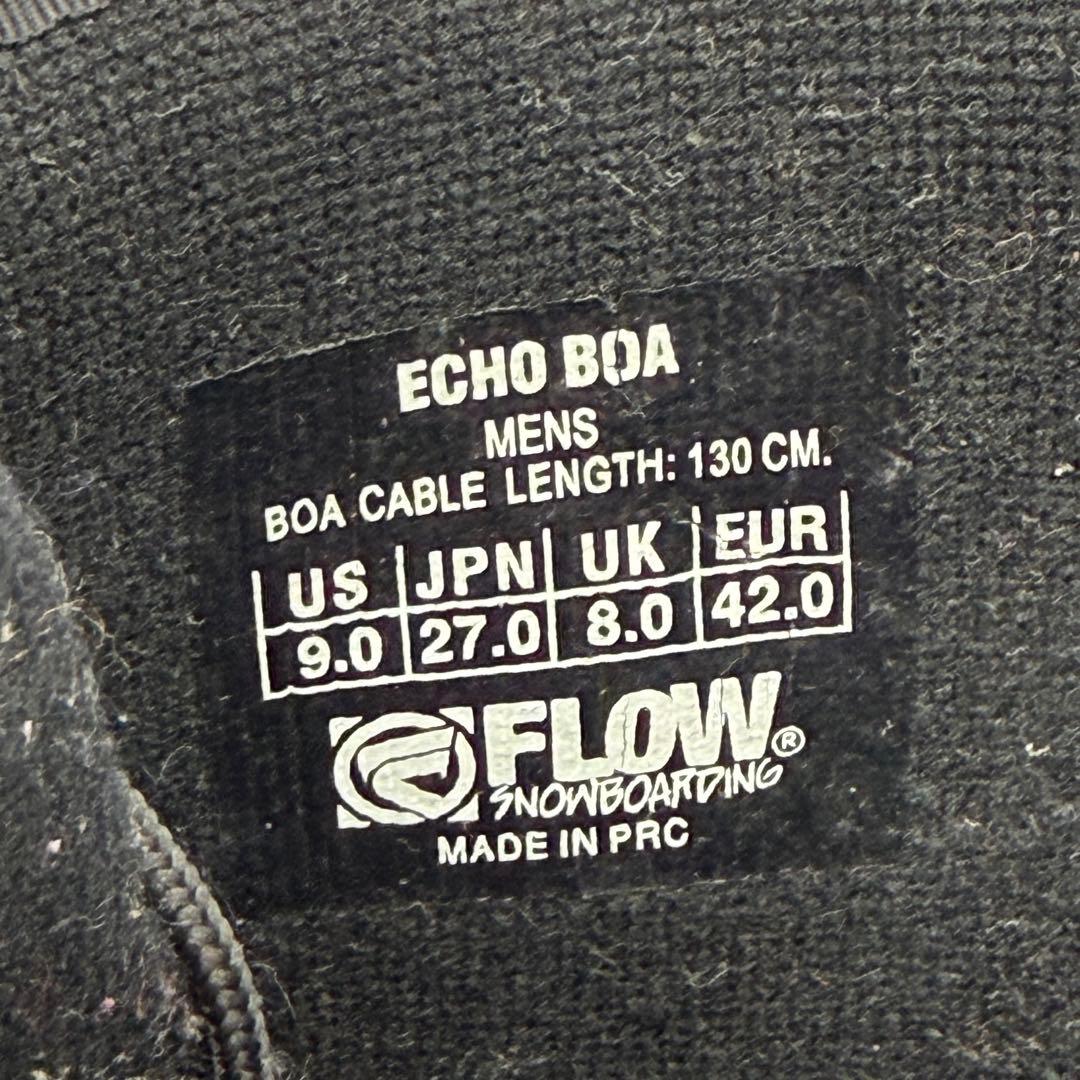 ECHO BOA
MENS
BOA CABLE LENGTH: 130 CM.
US JPN UK EUR
9.0 27.0 8.0 42.0
FLOW®
SNOWBOARDING
MADE IN PRC